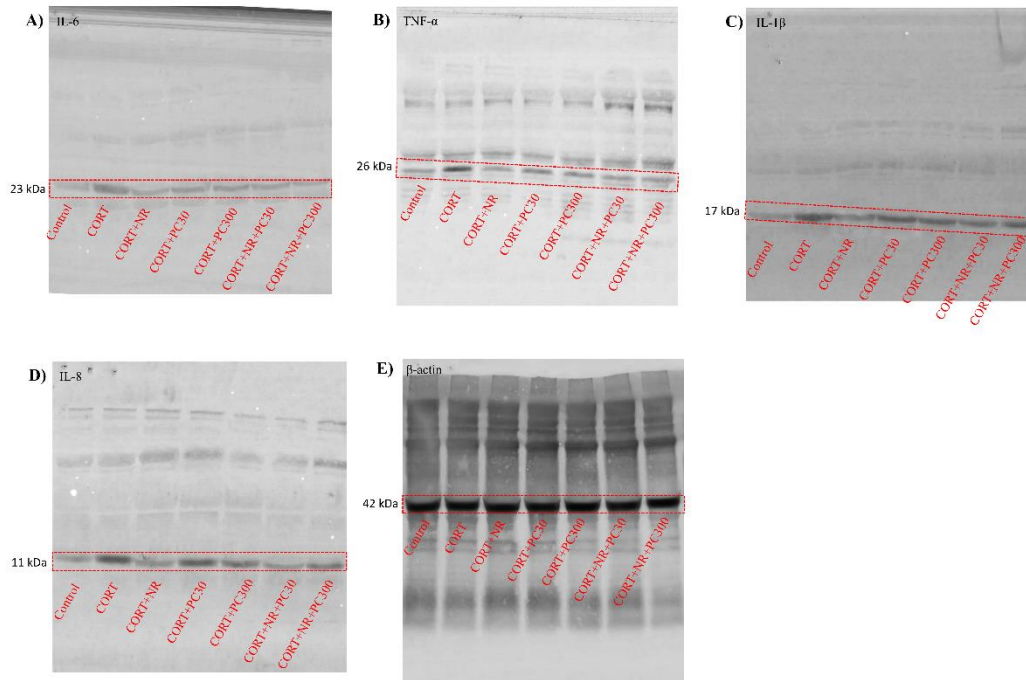 A) IL-6
23 kDa
Control
CORT
CORT+NR
CORT+PC30
CORT+PC300
CORT+NR+PC30
CORT+NR+PC300
B) TNF-α
26 kDa
Control
CORT
CORT+NR
CORT+PC30
CORT+PC300
CORT+NR+PC30
CORT+NR+PC300
C) IL-1β
17 kDa
Control
CORT
CORT+NR
CORT+PC30
CORT+PC300
CORT+NR+PC30
CORT+NR+PC300
D) IL-8
11 kDa
Control
CORT
CORT+NR
CORT+PC30
CORT+PC300
CORT+NR+PC30
CORT+NR+PC300
E) β-actin
42 kDa
Control
CORT
CORT+NR
CORT+PC30
CORT+PC300
CORT+NR+PC30
CORT+NR+PC300